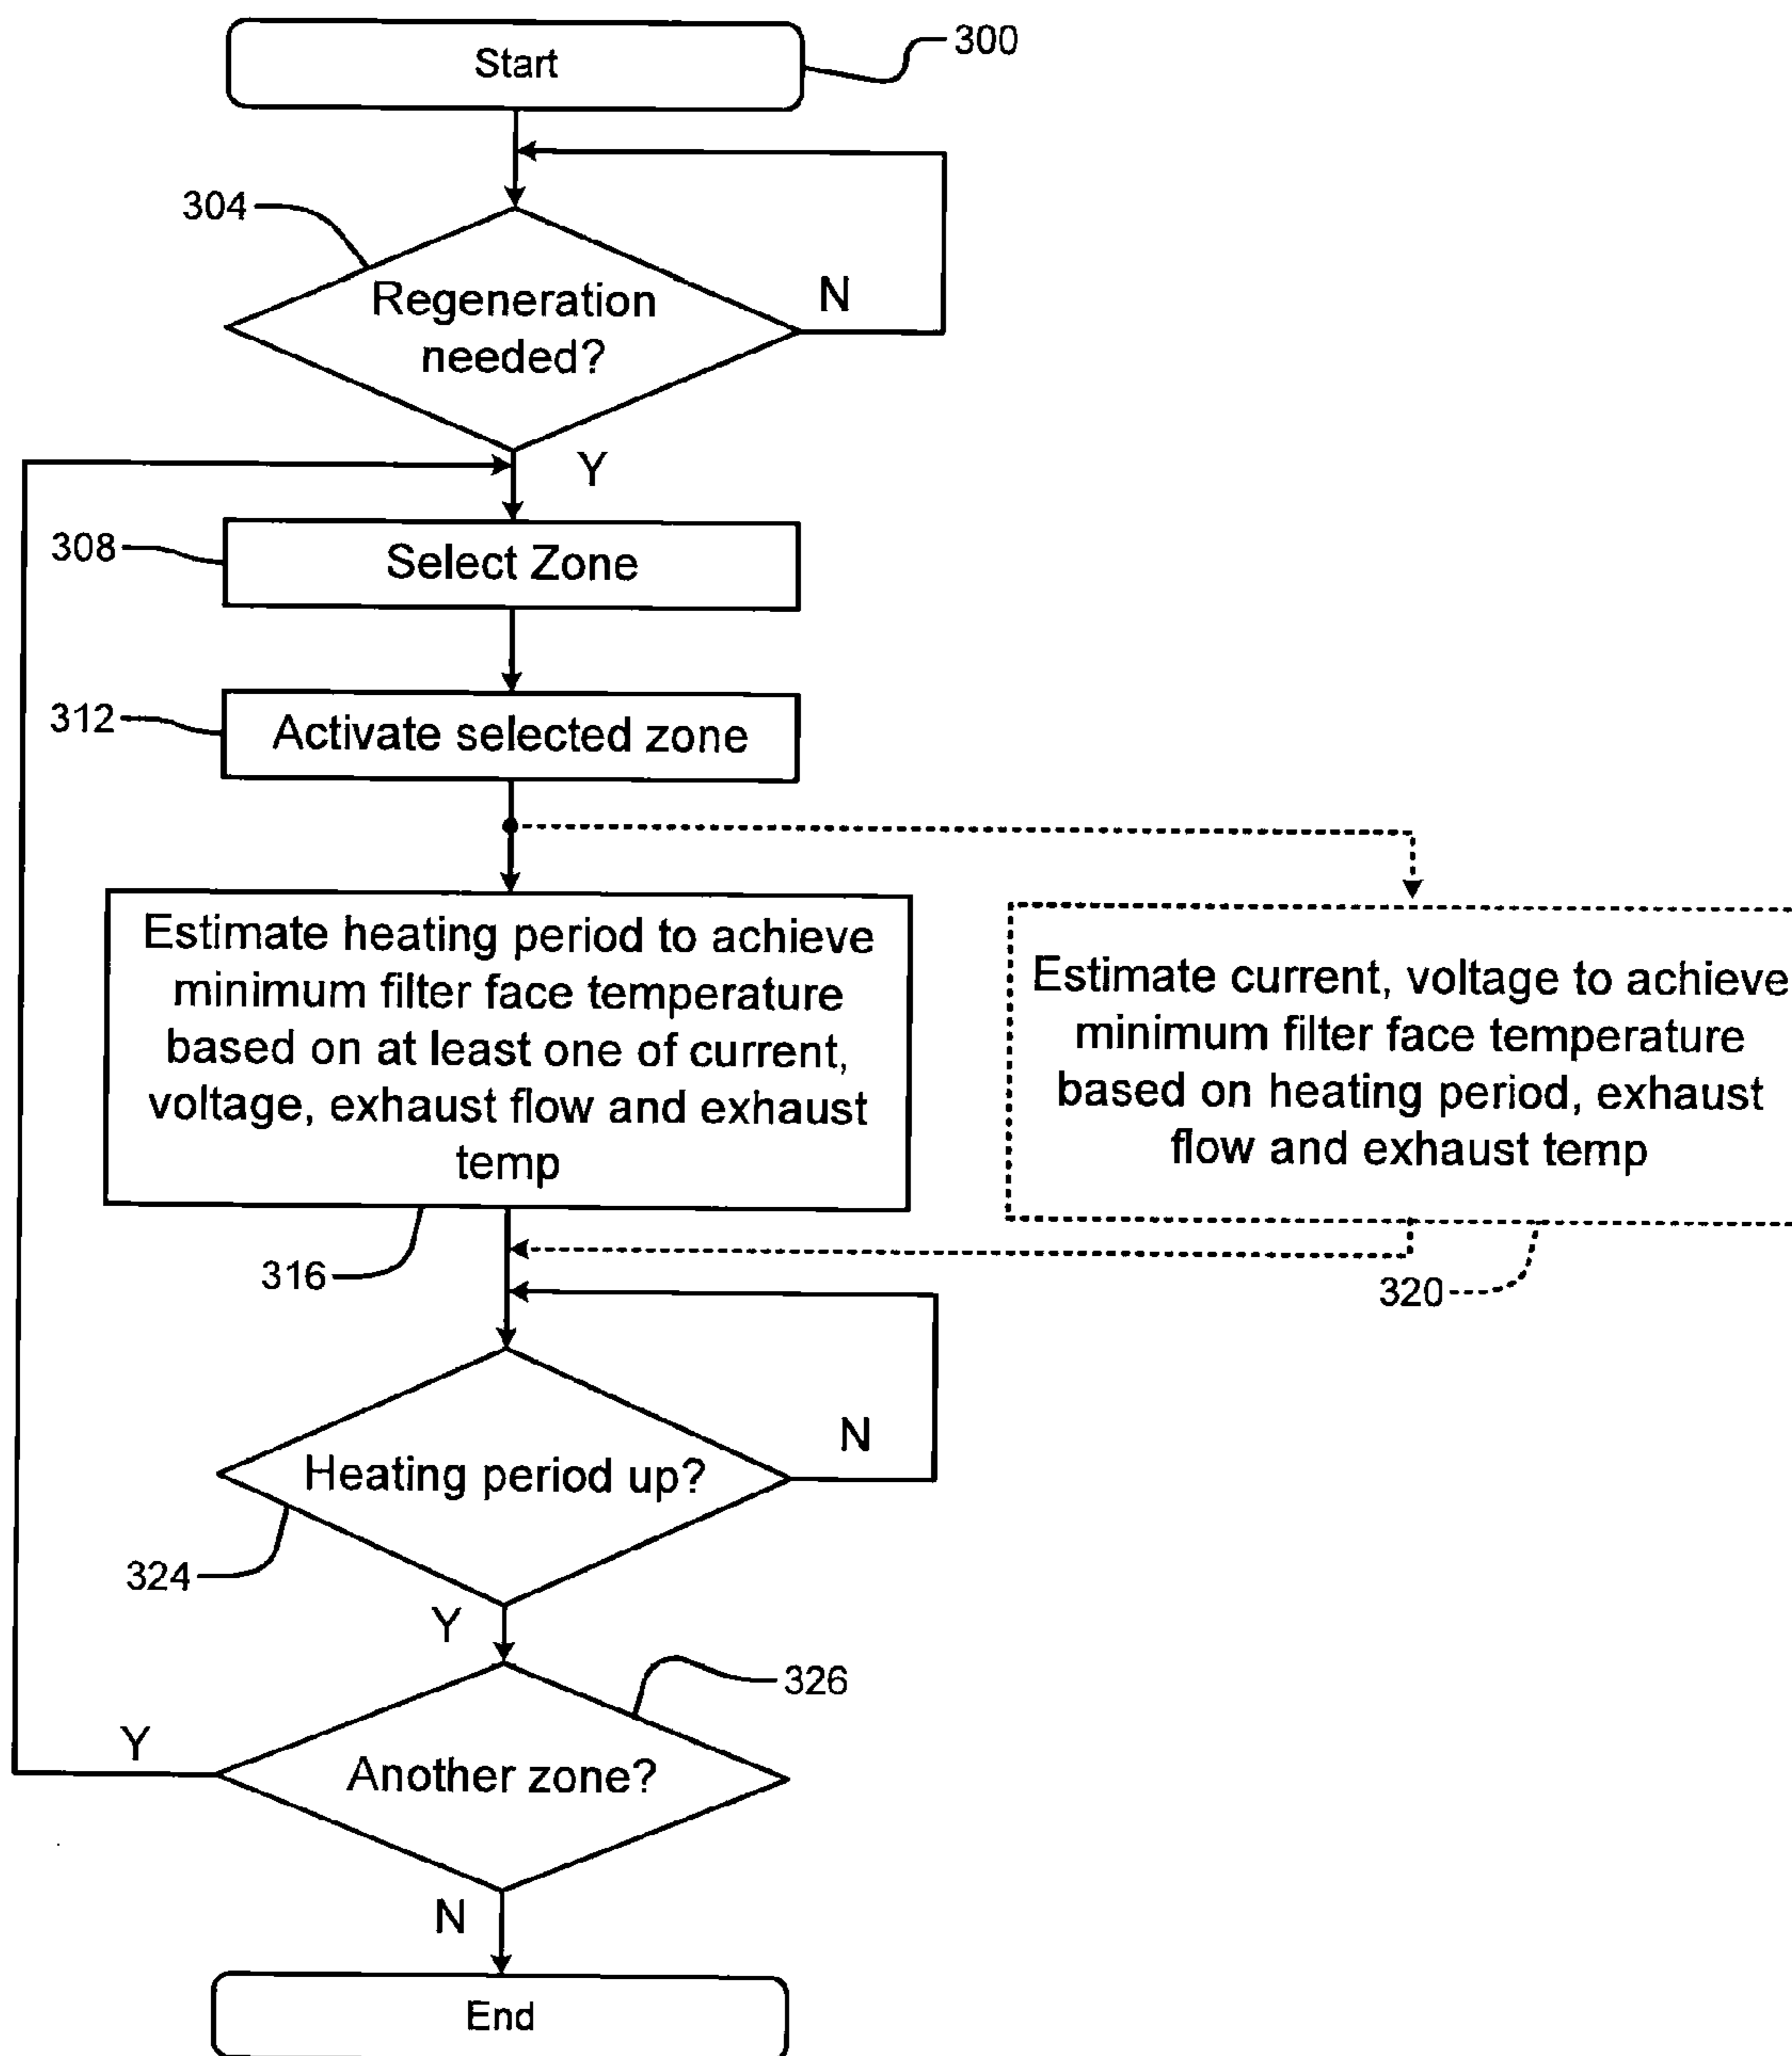 Start
300
304
Regeneration
needed?
N
Y
308
Select Zone
312
Activate selected zone
Estimate heating period to achieve
minimum filter face temperature
based on at least one of current,
voltage, exhaust flow and exhaust
temp
Estimate current, voltage to achieve
minimum filter face temperature
based on heating period, exhaust
flow and exhaust temp
316
320
N
Heating period up?
324
Y
326
Y
Another zone?
N
End